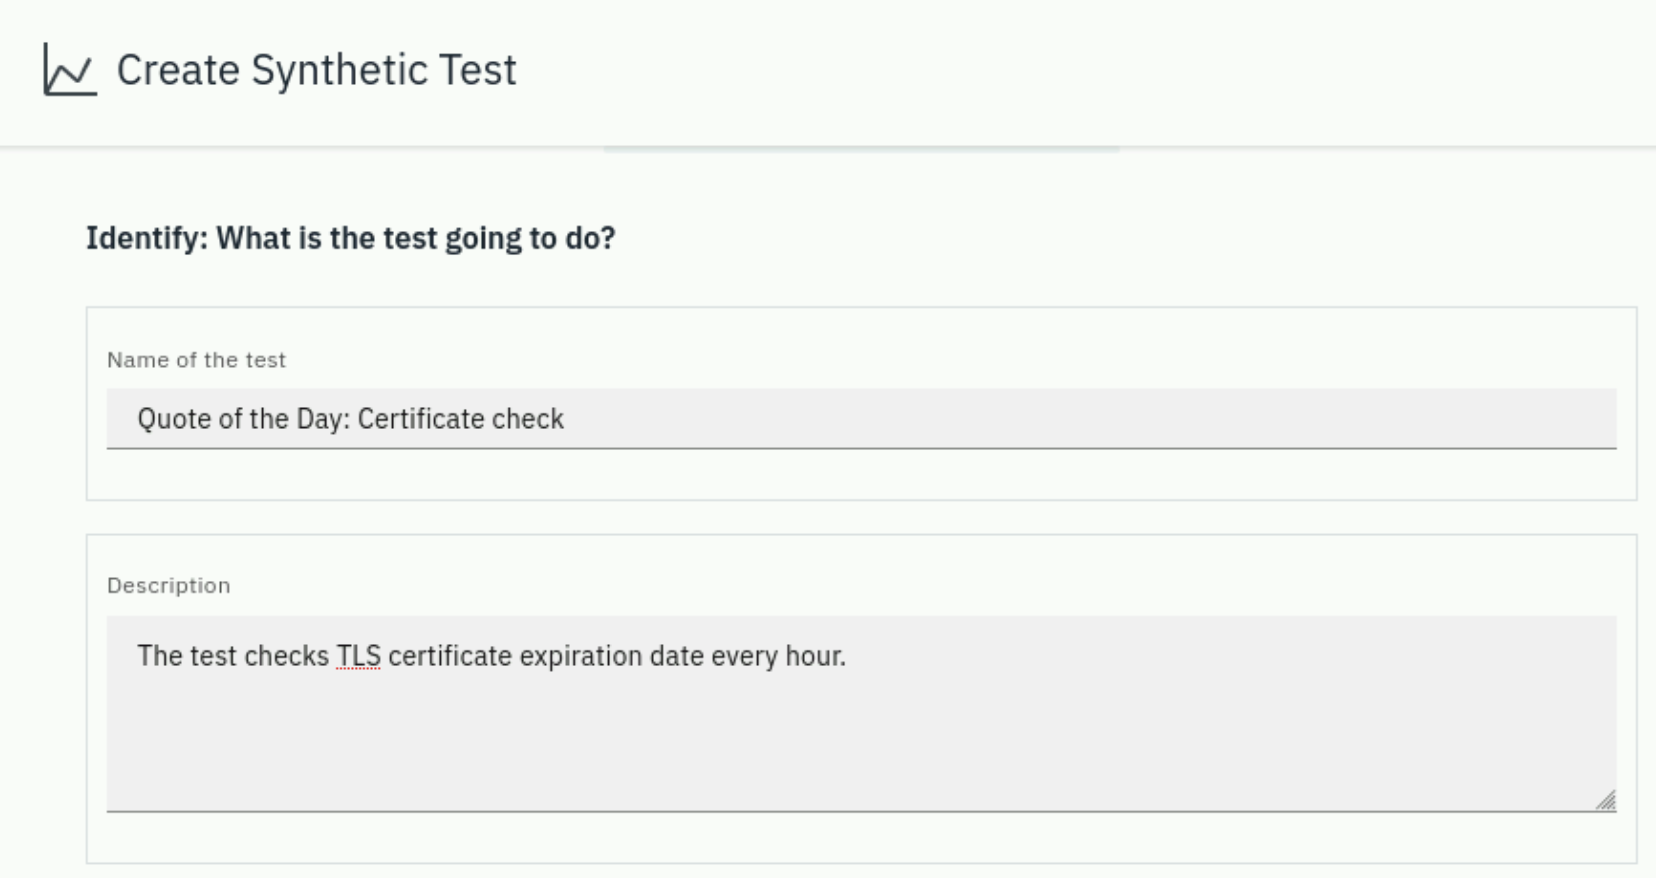 Create Synthetic Test
Identify: What is the test going to do?
Name of the test
Quote of the Day: Certificate check
Description
The test checks TLS certificate expiration date every hour.